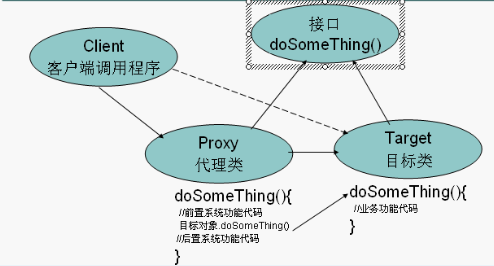 接口
doSomeThing()
Client
客户端调用程序
Proxy
代理类
Target
目标类
doSomeThing(){
//前置系统功能代码
目标对象.doSomeThing()
//后置系统功能代码
}
doSomeThing(){
//业务功能代码
}